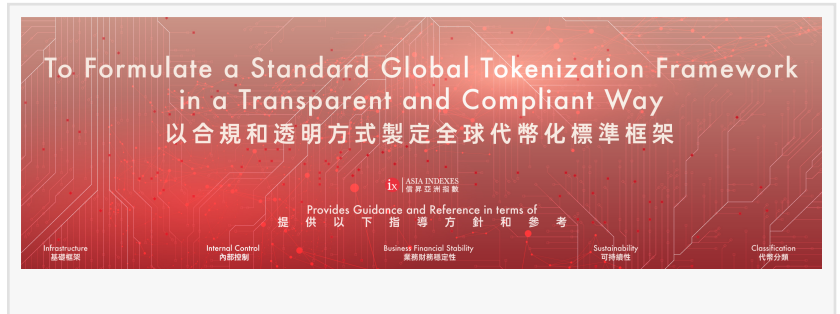 To Formulate a Standard Global Tokenization Framework
in a Transparent and Compliant Way
以合規和透明方式製定全球代幣化標準框架
ix ASIA INDEXES
信昇亞洲指數
Provides Guidance and Reference in terms of
提供以下指導方針和參考
Infrastructure
基礎框架
Internal Control
內部控制
Business Financial Stability
業務財務穩定性
Sustainability
可持續性
Classification
代幣分類